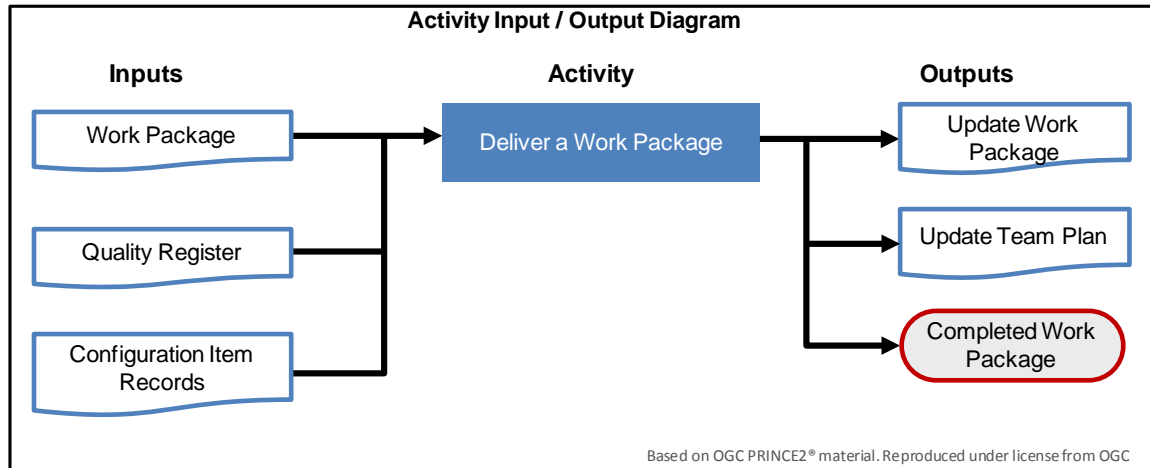 Activity Input / Output Diagram
Inputs
Activity
Outputs
Work Package
Deliver a Work Package
Update Work
Package
Quality Register
Update Team Plan
Configuration Item
Records
Completed Work
Package
Based on OGC PRINCE2® material. Reproduced under license from OGC